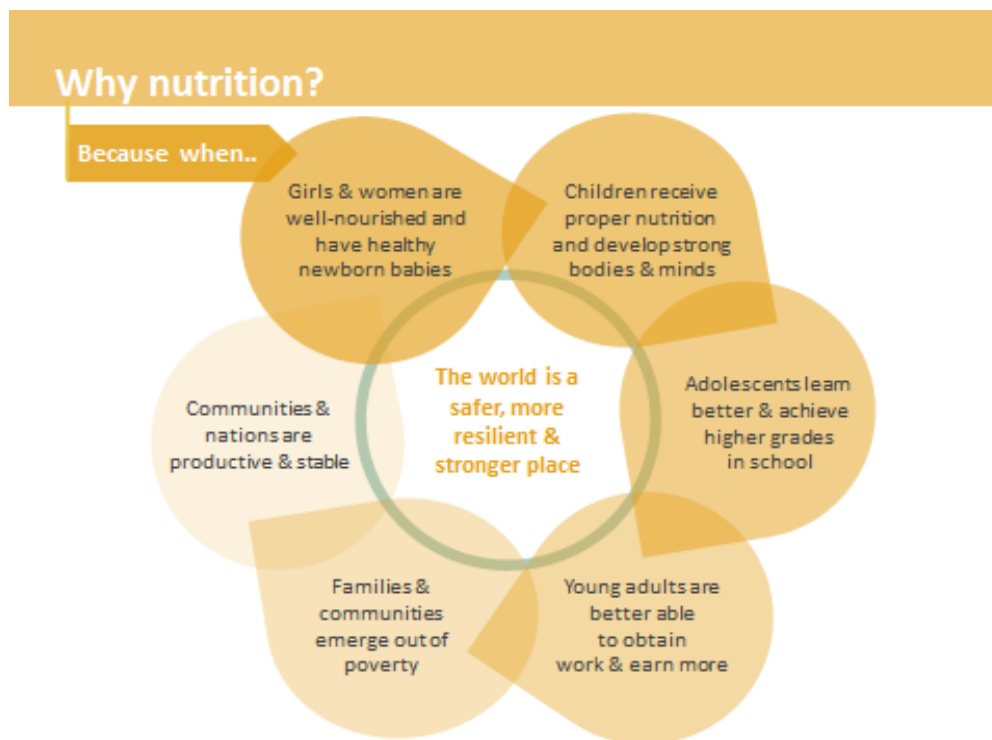 Why nutrition?
Because when..
Girls & women are
well-nourished and
have healthy
newborn babies
Children receive
proper nutrition
and develop strong
bodies & minds
Adolescents learn
better & achieve
higher grades
in school
Young adults are
better able
to obtain
work & earn more
Families &
communities
emerge out of
poverty
Communities &
nations are
productive & stable
The world is a
safer, more
resilient &
stronger place